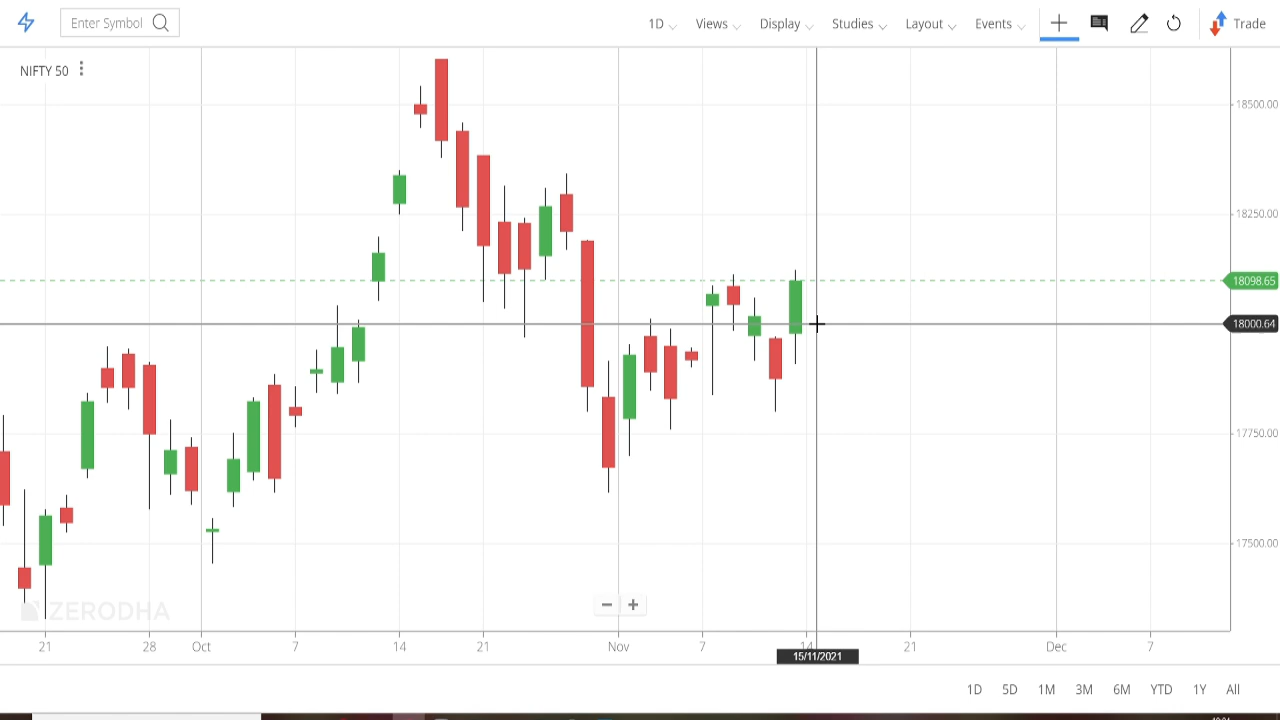 Enter Symbol
1D Views Display Studies Layout Events Trade
NIFTY 50
18500.00
18250.00
18098.65
18000.64
17750.00
17500.00
ZERODHA
21 28 Oct 7 14 21 Nov 7 14 21 Dec 7
15/11/2021
1D 5D 1M 3M 6M YTD 1Y All